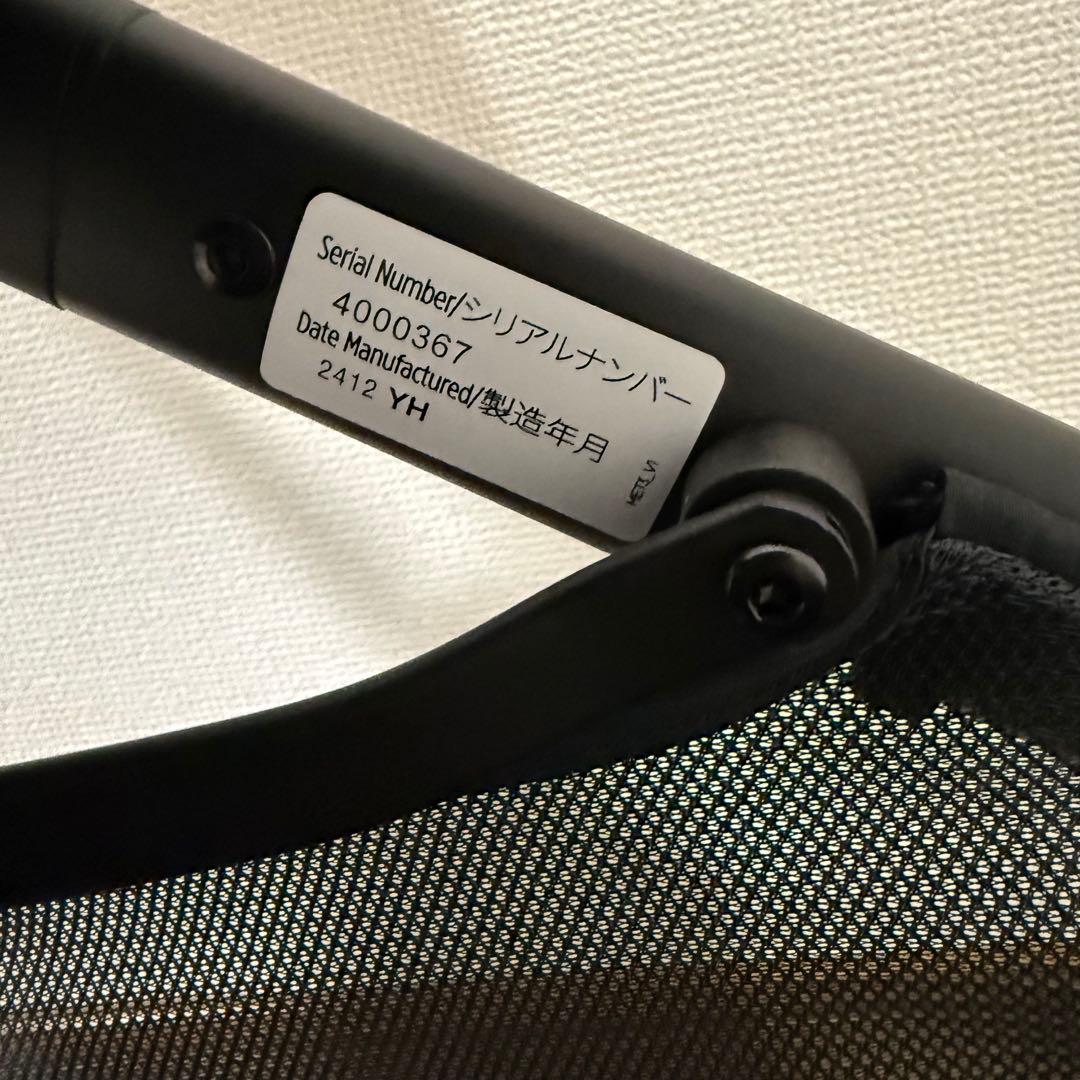 Serial Number/シリアルナンバー
4000367
Date Manufactured/製造年月
2412 YH
MET3_V1